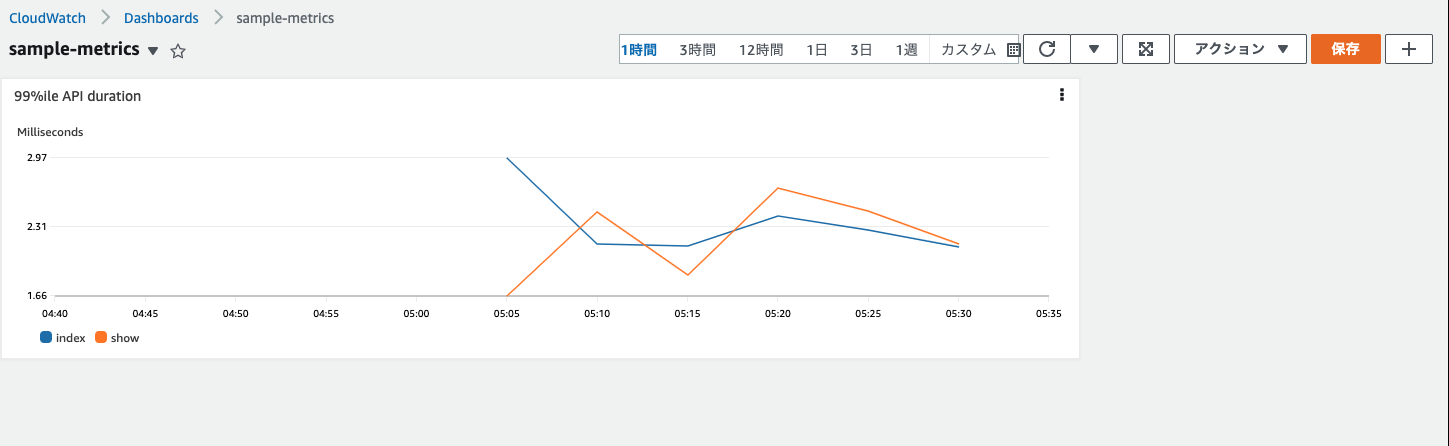 CloudWatch Dashboards sample-metrics
sample-metrics
1時間 3時間 12時間 1日 3日 1週 カスタム アクション 保存
99%ile API duration
Milliseconds
2.97
2.31
1.66
04:40 04:45 04:50 04:55 05:00 05:05 05:10 05:15 05:20 05:25 05:30 05:35
index show